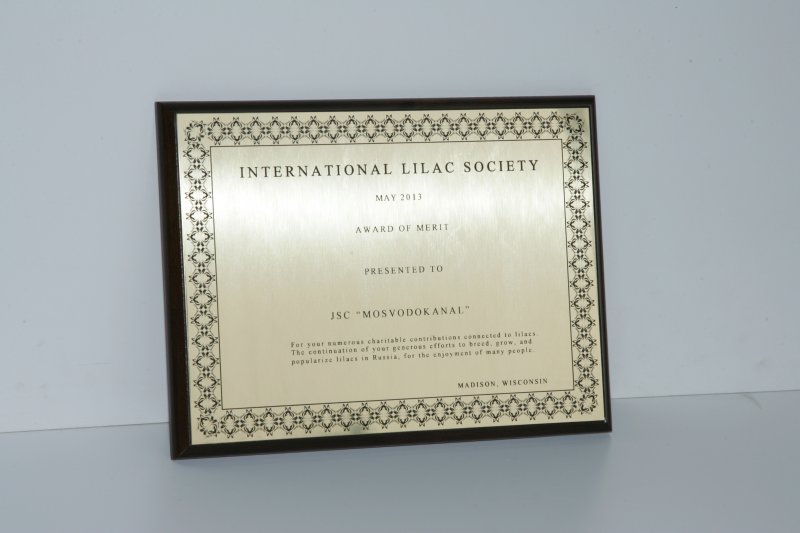 INTERNATIONAL LILAC SOCIETY
MAY 2013
AWARD OF MERIT
PRESENTED TO
JSC "MOSVODOKANAL"
For your numerous charitable contributions connected to lilacs.
The continuation of your generous efforts to breed, grow, and
popularize lilacs in Russia, for the enjoyment of many people.
MADISON, WISCONSIN